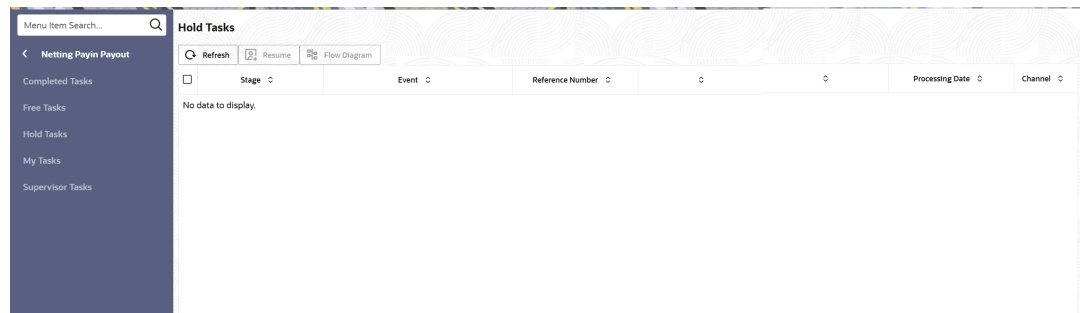 Menu Item Search...
Netting Payin Payout
Completed Tasks
Free Tasks
Hold Tasks
My Tasks
Supervisor Tasks
Hold Tasks
Refresh Resume Flow Diagram
Stage Event Reference Number Processing Date Channel
No data to display.